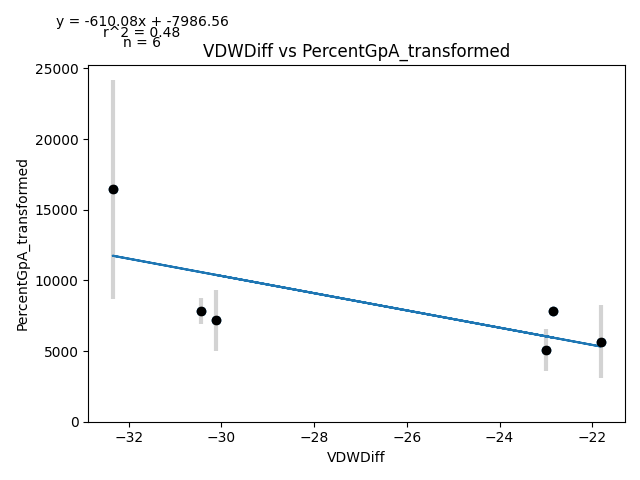 y = -610.08x + -7986.56
r^2 = 0.48
n = 6
VDWDiff vs PercentGpA_transformed
25000
20000
15000
10000
5000
0
PercentGpA_transformed
−32
−30
−28
−26
−24
−22
VDWDiff